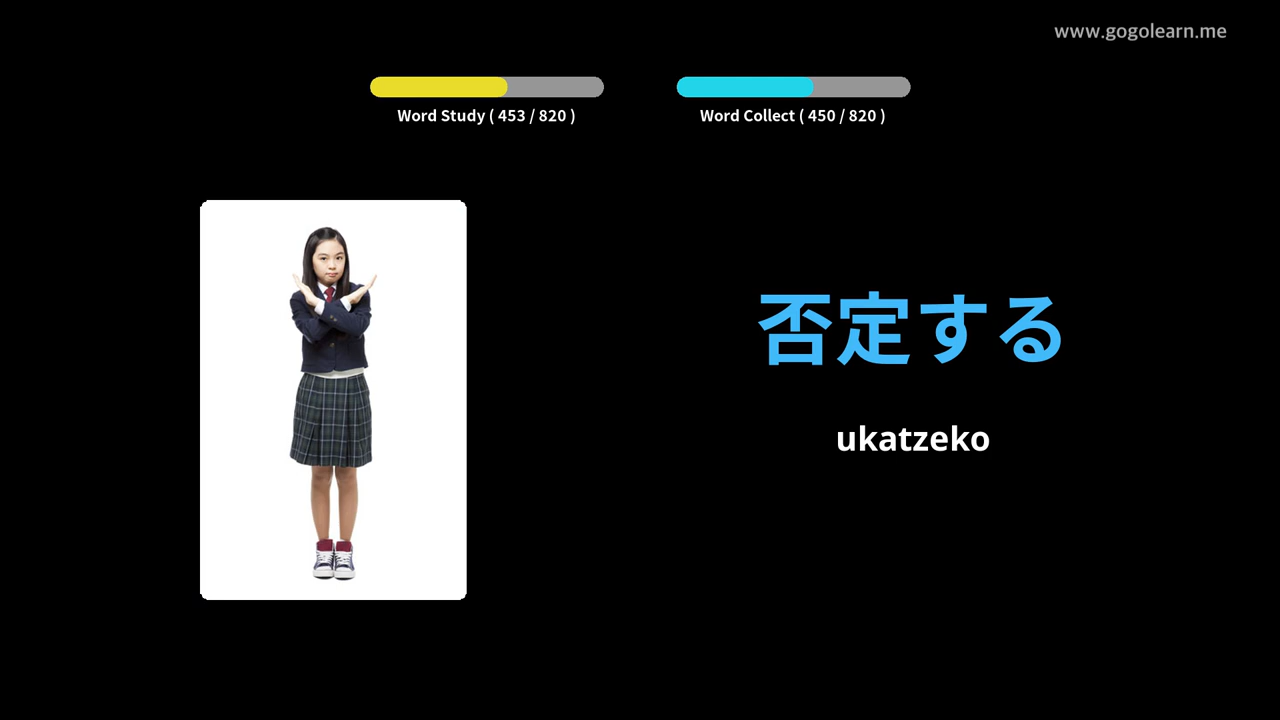 www.gogolearn.me
Word Study ( 453 / 820 )
Word Collect ( 450 / 820 )
否定する
ukatzeko